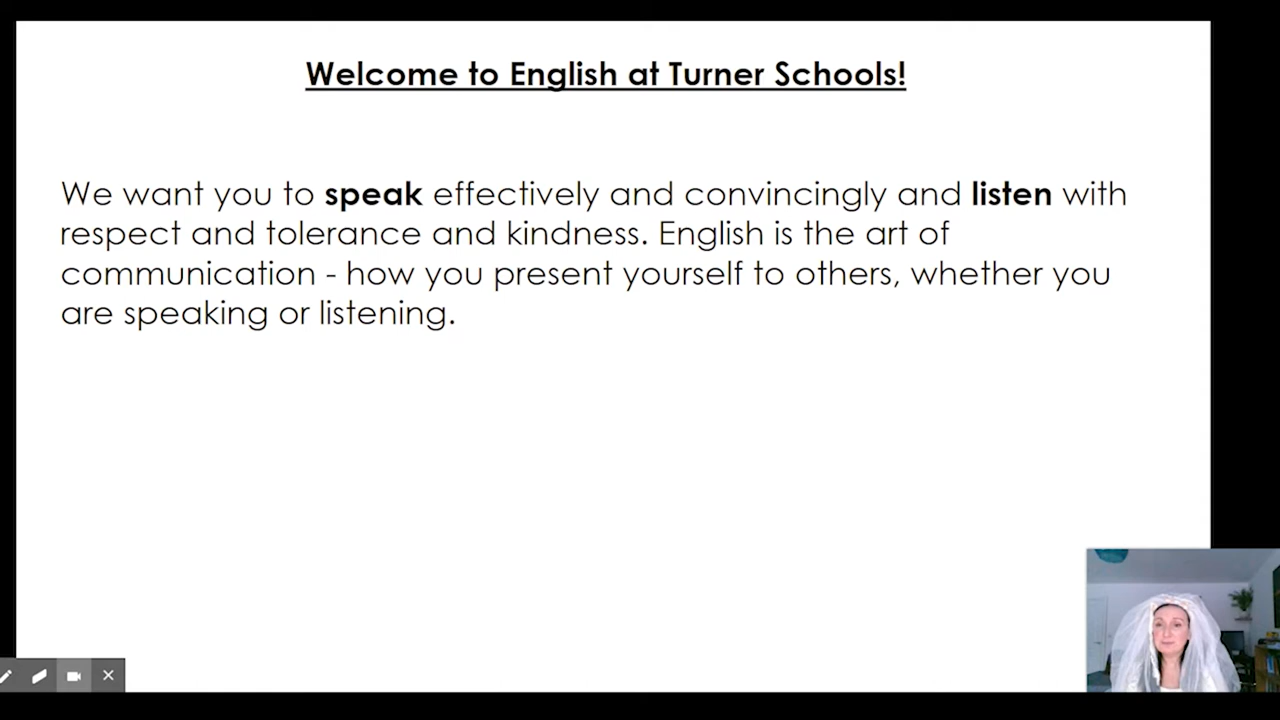 Welcome to English at Turner Schools!
We want you to speak effectively and convincingly and listen with
respect and tolerance and kindness. English is the art of
communication - how you present yourself to others, whether you
are speaking or listening.